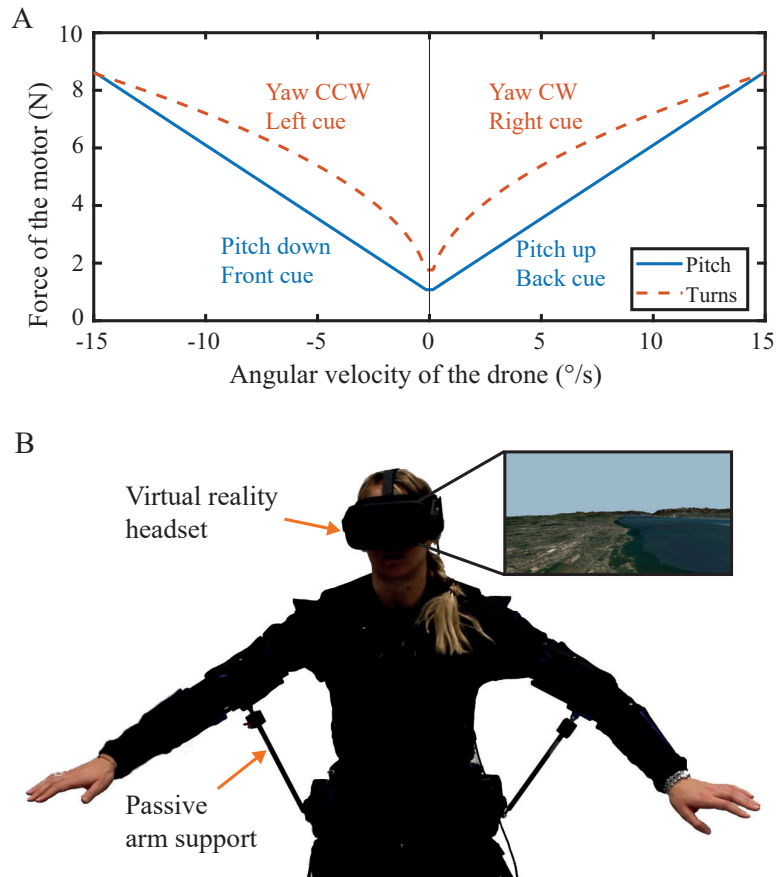 A
10
8
6
4
2
0
Force of the motor (N)
Yaw CCW
Left cue
Yaw CW
Right cue
Pitch down
Front cue
Pitch up
Back cue
Pitch
Turns
-15
-10
-5
0
5
10
15
Angular velocity of the drone (°/s)
B
Virtual reality
headset
Passive
arm support